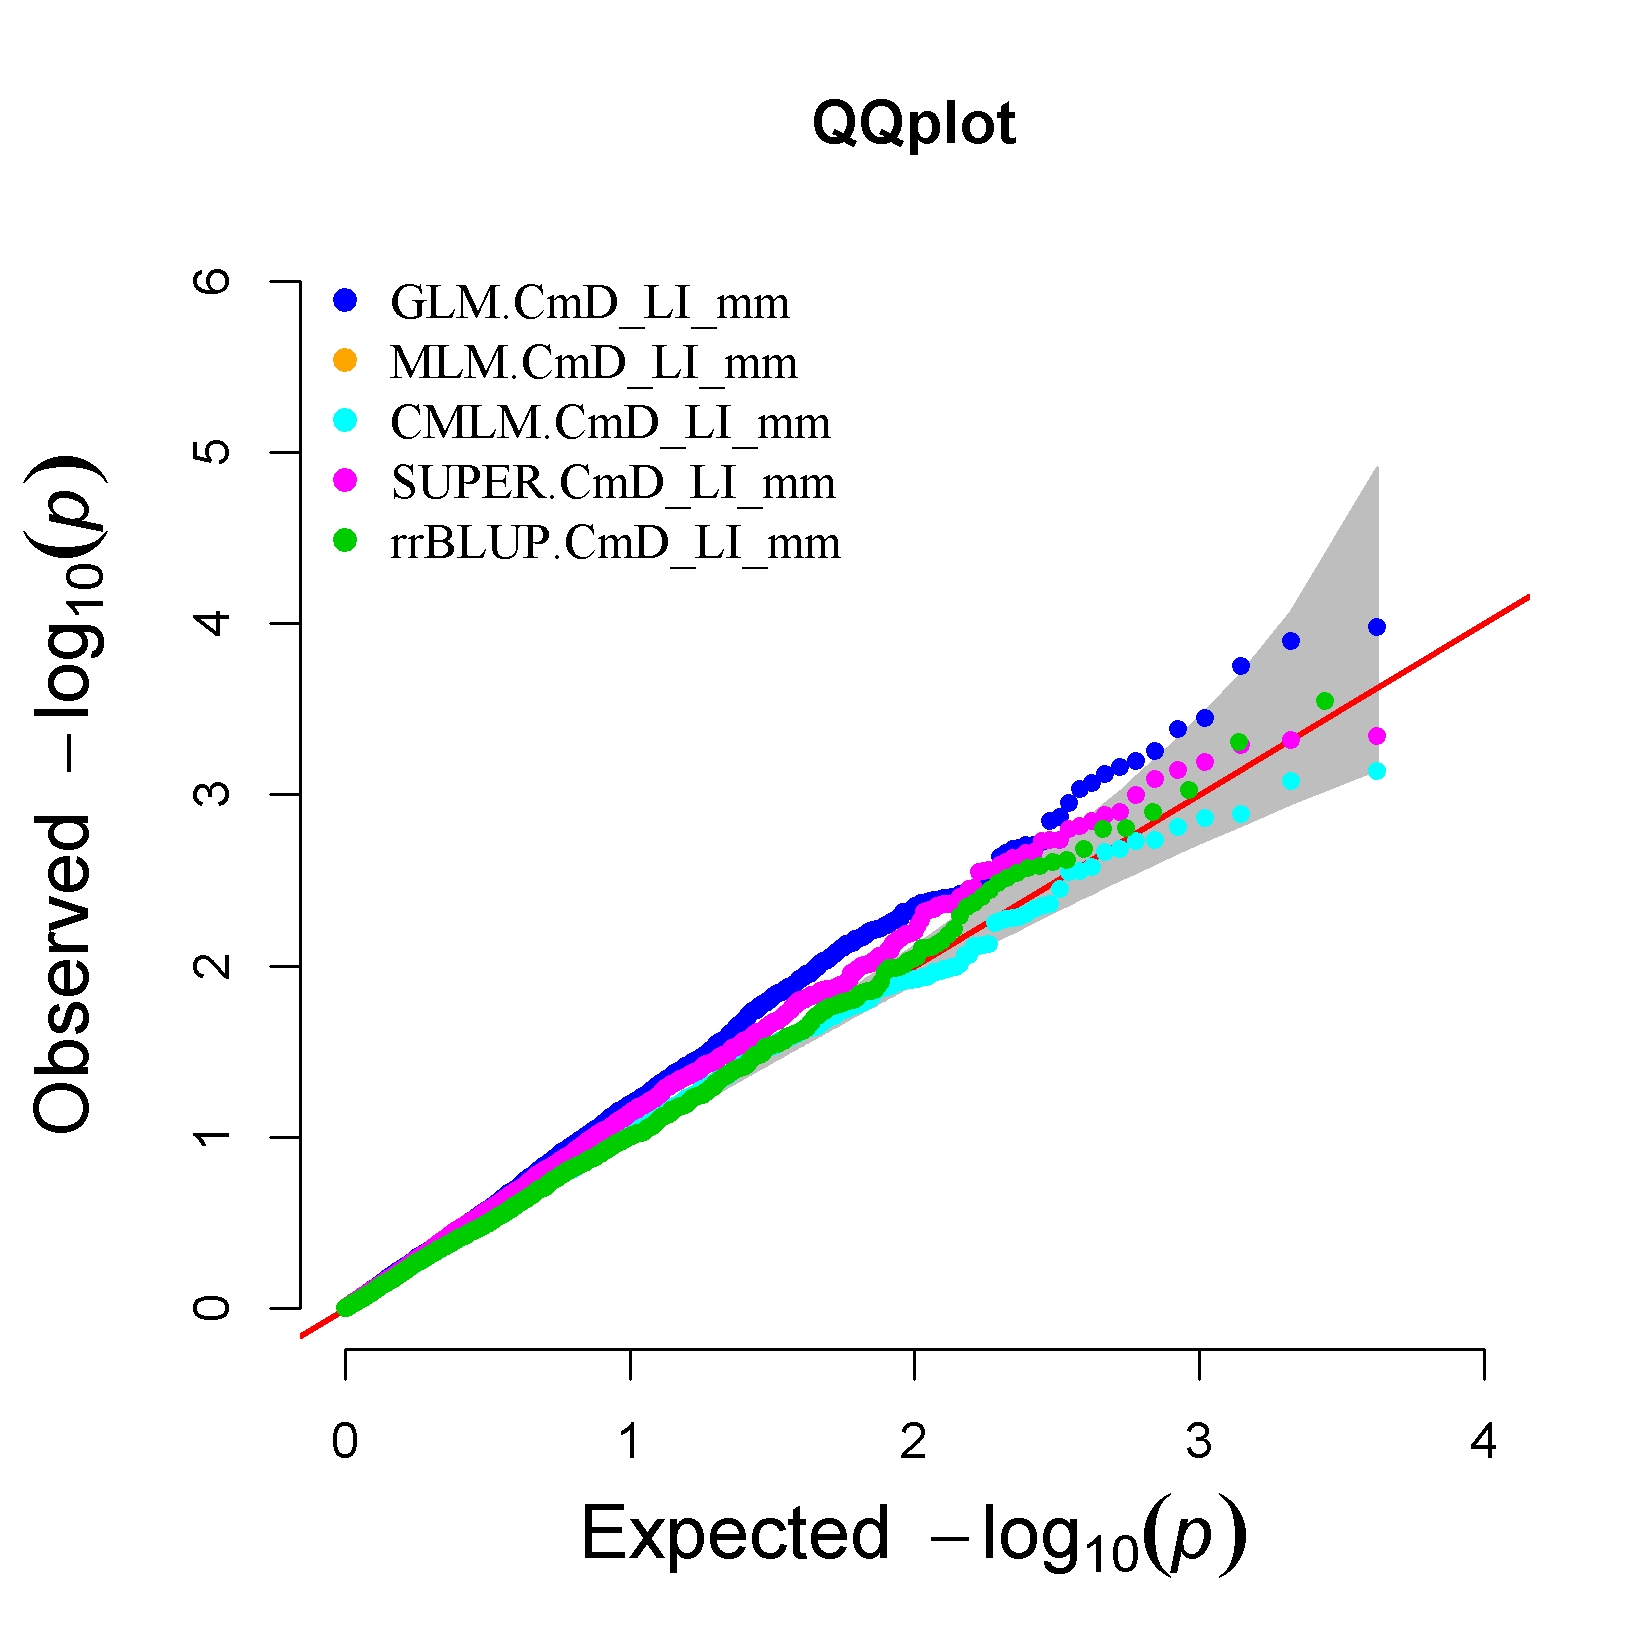 QQplot
6
5
4
3
2
1
0
GLM.CmD_LI_mm
MLM.CmD_LI_mm
CMLM.CmD_LI_mm
SUPER.CmD_LI_mm
rrBLUP.CmD_LI_mm
Observed −log10(p)
0 1 2 3 4
Expected −log10(p)